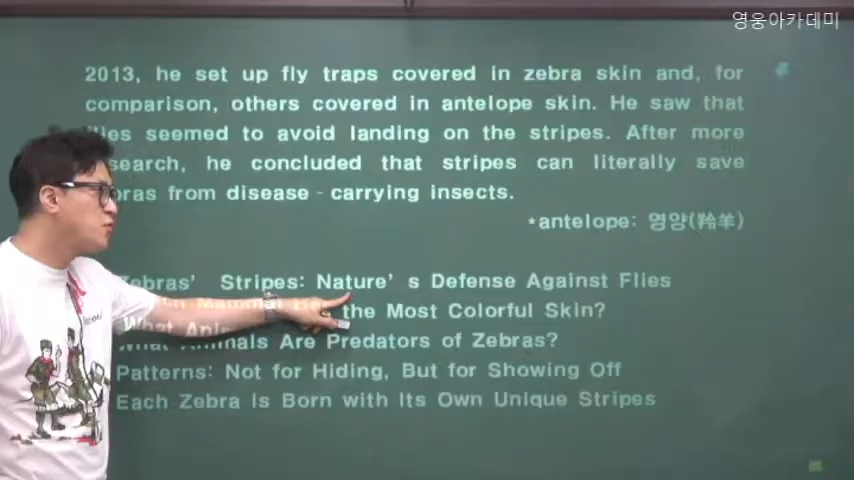 영웅아카데미
2013, he set up fly traps covered in zebra skin and, for
comparison, others covered in antelope skin. He saw that
seemed to avoid landing on the stripes. After more
he concluded that stripes can literally save
from disease - carrying insects.
*antelope: 영양(羚羊)
Zebras' Stripes: Nature's Defense Against Flies
Mammal Has the Most Colorful Skin?
What Animals Are Predators of Zebras?
Patterns: Not for Hiding, But for Showing Off
Each Zebra Is Born with Its Own Unique Stripes